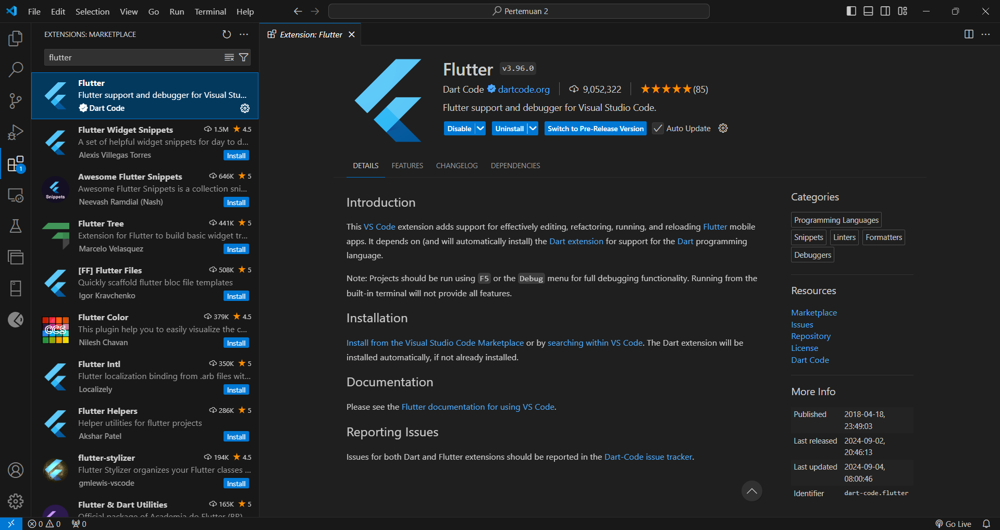 File Edit Selection View Go Run Terminal Help
Pertemuan 2
EXTENSIONS: MARKETPLACE
flutter
Flutter
Flutter support and debugger for Visual Stu...
Dart Code
Flutter Widget Snippets 1.5M 4.5
A set of helpful widget snippets for day to d...
Alexis Villegas Torres Install
Snippets
Awesome Flutter Snippets 646K 5
Awesome Flutter Snippets is a collection sni...
Neevash Ramdial (Nash) Install
Flutter Tree 441K 5
Extension for Flutter to build basic widget tr...
Marcelo Velasquez Install
[FF] Flutter Files 508K 5
Quickly scaffold flutter bloc file templates
Igor Kravchenko Install
CCS
Flutter Color 379K 4.5
This plugin help you to easily visualize the c...
Nilesh Chavan Install
Flutter Intl 350K 5
Flutter localization binding from .arb files wit...
Localizely Install
Flutter Helpers 286K 5
Helper utilities for flutter projects
Akshar Patel Install
flutter-stylizer 194K 4.5
Flutter Stylizer organizes your Flutter classes ...
gmlewis-vscode Install
Flutter & Dart Utilities 165K 5
Official package of Academia do Flutter (BR)
1
Extension: Flutter
Flutter v3.96.0
Dart Code dartcode.org 9,052,322 (85)
Flutter support and debugger for Visual Studio Code.
Disable Uninstall Switch to Pre-Release Version Auto Update
DETAILS FEATURES CHANGELOG DEPENDENCIES
Introduction
This VS Code extension adds support for effectively editing, refactoring, running, and reloading Flutter mobile
apps. It depends on (and will automatically install) the Dart extension for support for the Dart programming
language.
Note: Projects should be run using F5 or the Debug menu for full debugging functionality. Running from the
built-in terminal will not provide all features.
Installation
Install from the Visual Studio Code Marketplace or by searching within VS Code. The Dart extension will be
installed automatically, if not already installed.
Documentation
Please see the Flutter documentation for using VS Code.
Reporting Issues
Issues for both Dart and Flutter extensions should be reported in the Dart-Code issue tracker.
Categories
Programming Languages
Snippets Linters Formatters
Debuggers
Resources
Marketplace
Issues
Repository
License
Dart Code
More Info
Published 2018-04-18,
23:49:03
Last released 2024-09-02,
20:46:13
Last updated 2024-09-04,
08:00:46
Identifier dart-code.flutter
0 0 0
Go Live